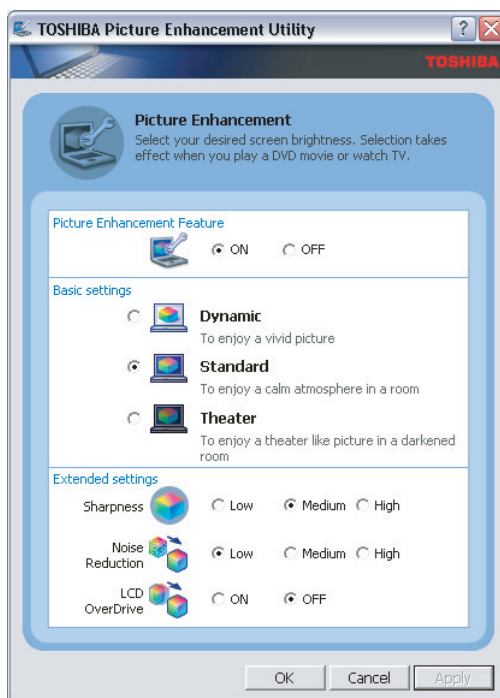 TOSHIBA Picture Enhancement Utility
TOSHIBA
Picture Enhancement
Select your desired screen brightness. Selection takes
effect when you play a DVD movie or watch TV.
Picture Enhancement Feature
ON OFF
Basic settings
Dynamic
To enjoy a vivid picture
Standard
To enjoy a calm atmosphere in a room
Theater
To enjoy a theater like picture in a darkened
room
Extended settings
Sharpness Low Medium High
Noise
Reduction Low Medium High
LCD
OverDrive ON OFF
OK Cancel Apply